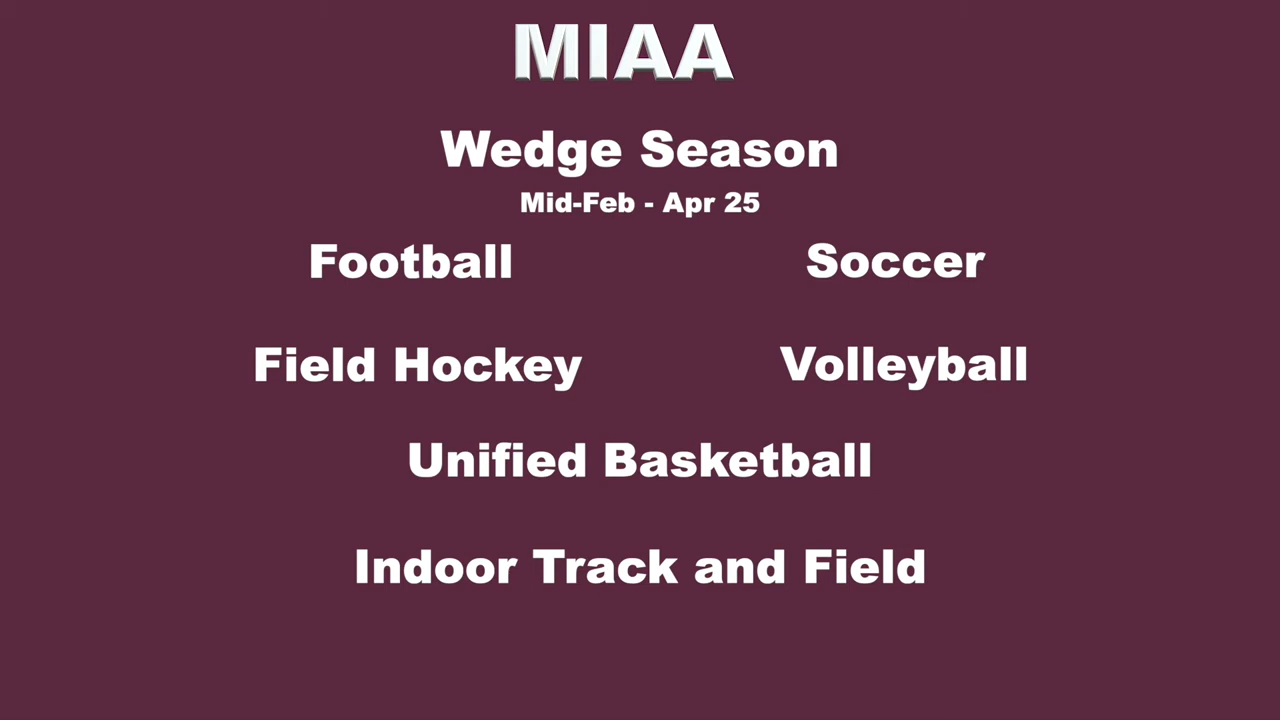 MIAA
Wedge Season
Mid-Feb - Apr 25
Football
Soccer
Field Hockey
Volleyball
Unified Basketball
Indoor Track and Field